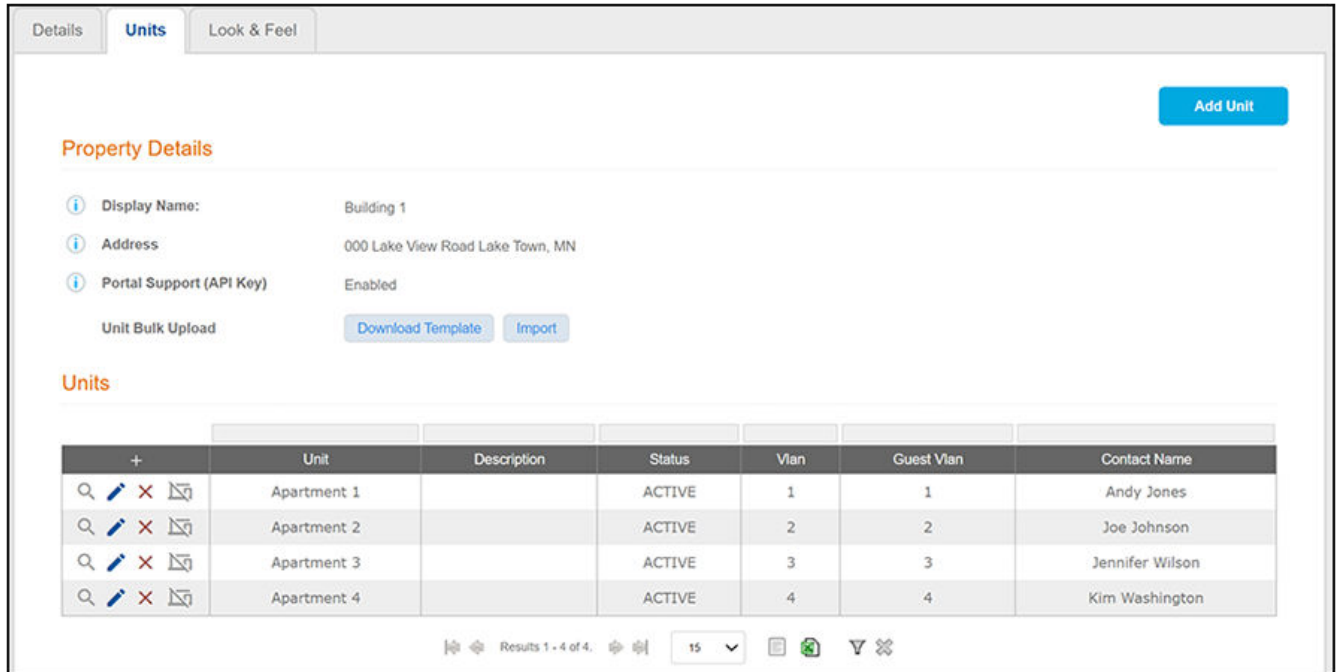 Details Units Look & Feel
Add Unit
Property Details
Display Name: Building 1
Address 000 Lake View Road Lake Town, MN
Portal Support (API Key) Enabled
Unit Bulk Upload Download Template Import
Units
+ Unit Description Status Vlan Guest Vlan Contact Name
Apartment 1 ACTIVE 1 1 Andy Jones
Apartment 2 ACTIVE 2 2 Joe Johnson
Apartment 3 ACTIVE 3 3 Jennifer Wilson
Apartment 4 ACTIVE 4 4 Kim Washington
Results 1 - 4 of 4. 15